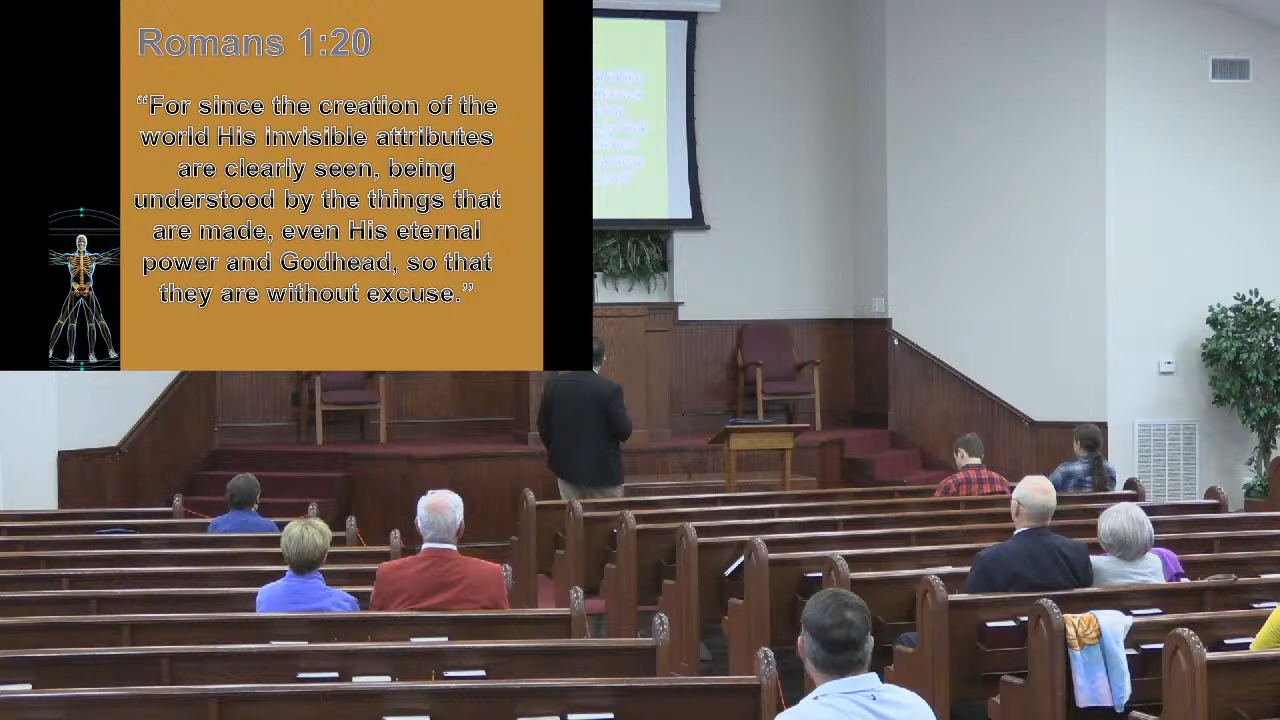 Romans 1:20
“For since the creation of the
world His invisible attributes
are clearly seen, being
understood by the things that
are made, even His eternal
power and Godhead, so that
they are without excuse.”